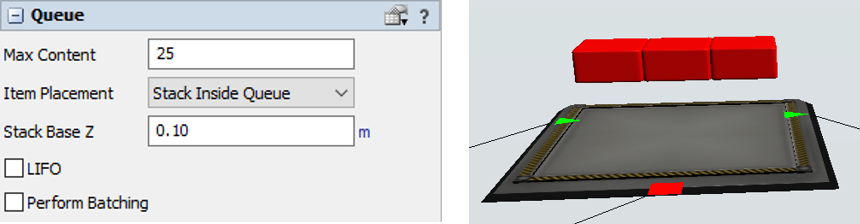 Queue ?
Max Content 25
Item Placement Stack Inside Queue
Stack Base Z 0.10 m
LIFO
Perform Batching